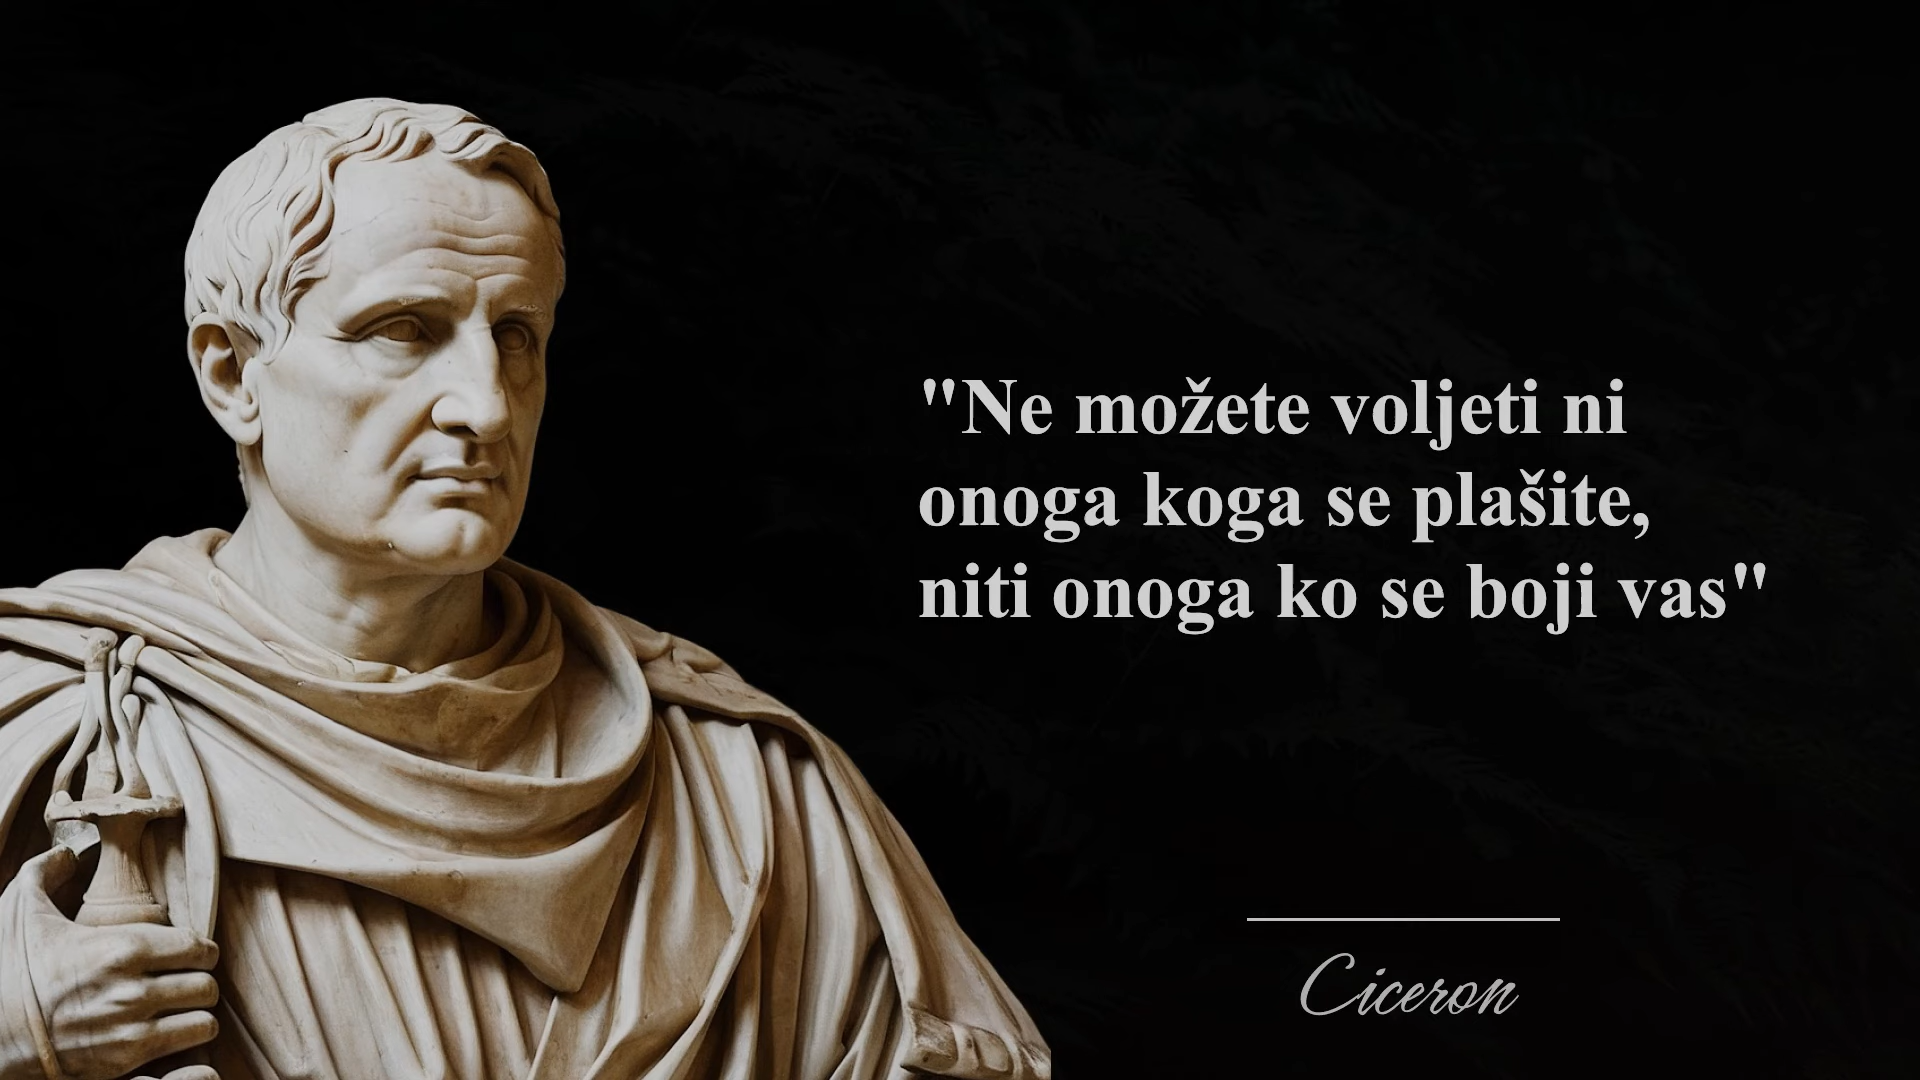 "Ne možete voljeti ni
onoga koga se plašite,
niti onoga ko se boji vas"
Ciceron